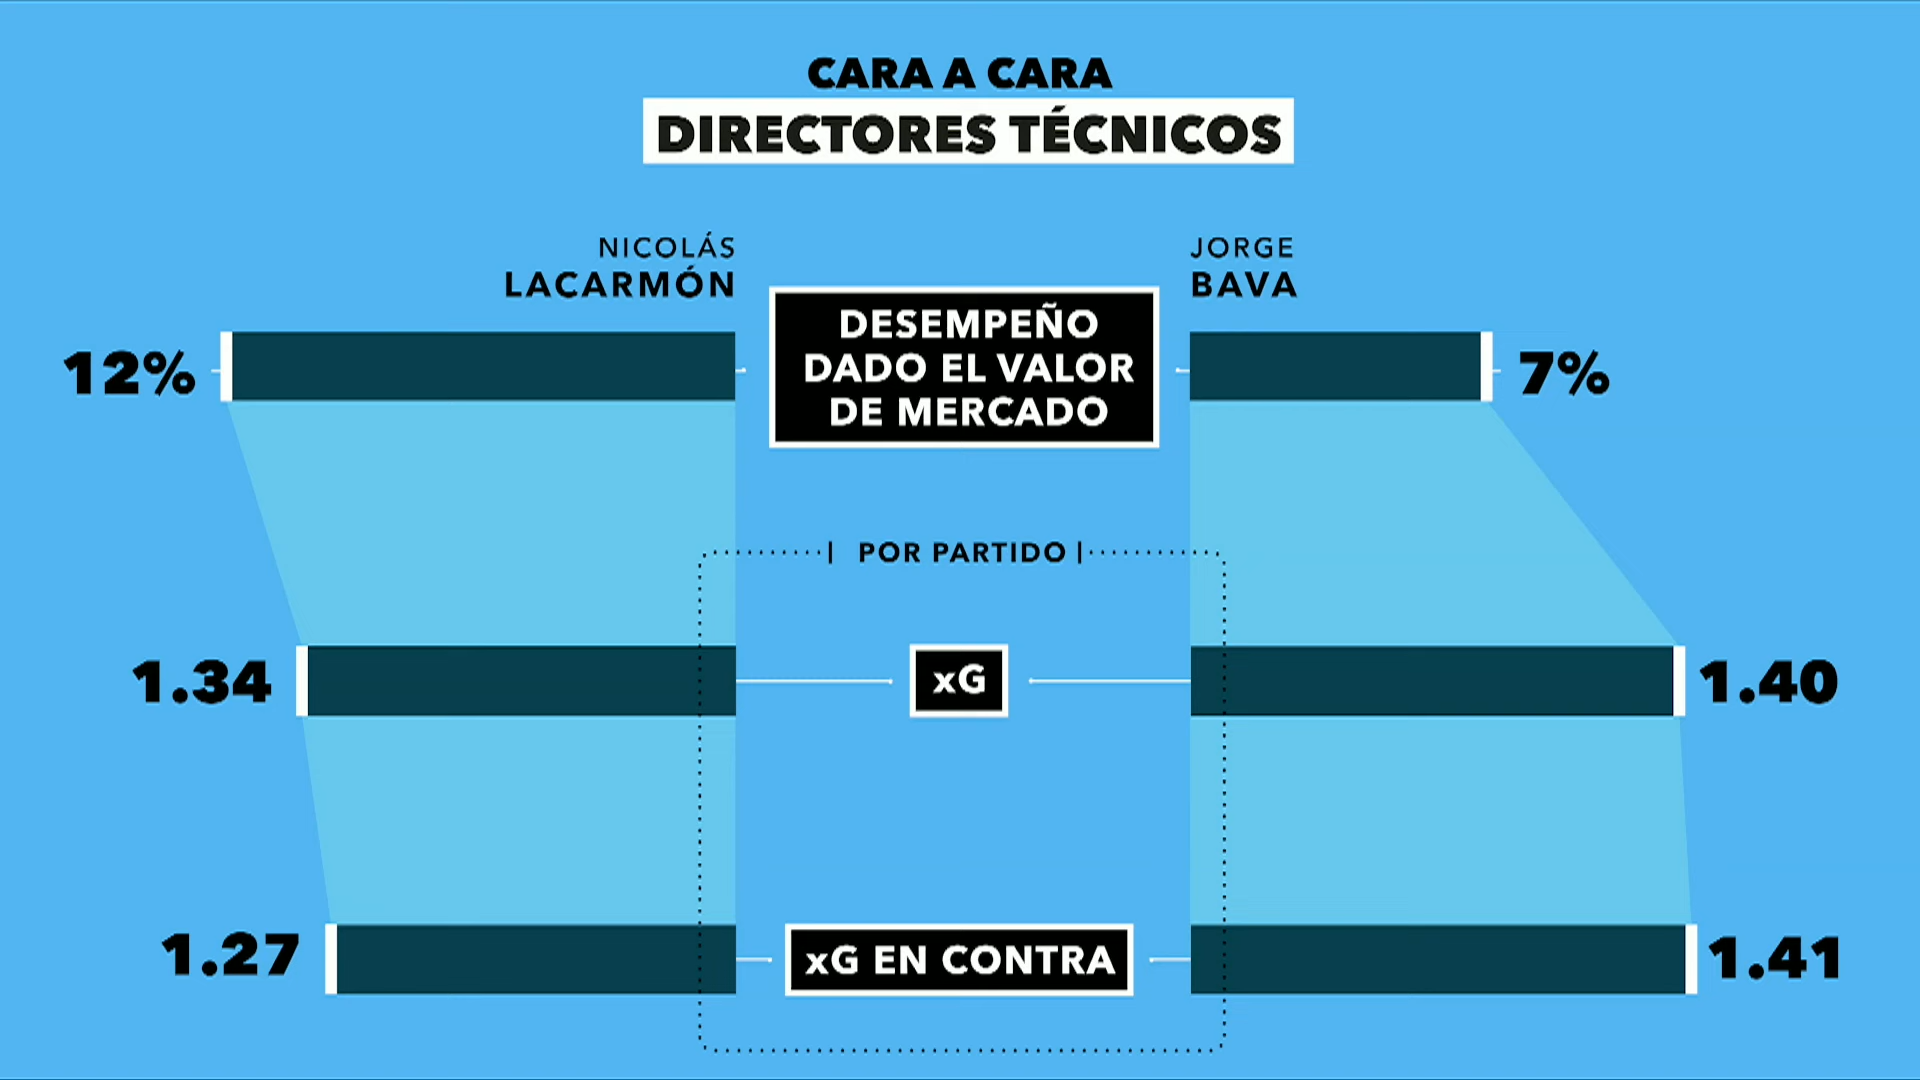 CARA A CARA
DIRECTORES TÉCNICOS
NICOLÁS
LACARMÓN
JORGE
BAVA
12%
DESEMPEÑO
DADO EL VALOR
DE MERCADO
7%
POR PARTIDO
1.34
xG
1.40
1.27
xG EN CONTRA
1.41